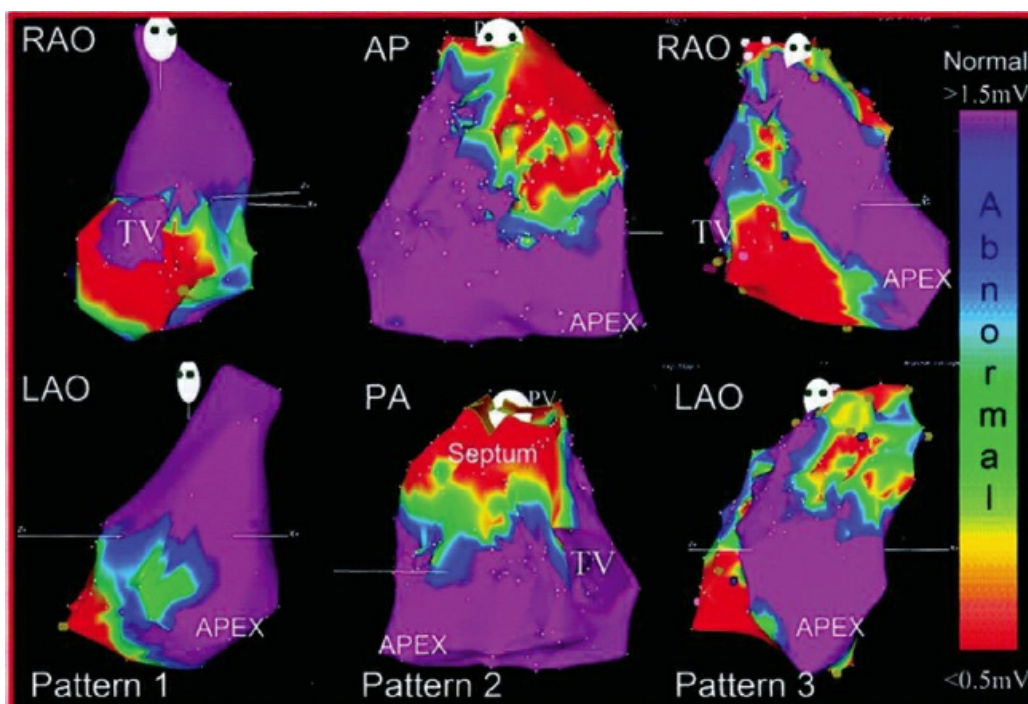 RAO
AP
RAO
Normal
>1.5mV
TV
TV
APEX
APEX
Abnormal
LAO
PA
PV
LAO
Septum
TV
APEX
APEX
APEX
Pattern 1
Pattern 2
Pattern 3
<0.5mV